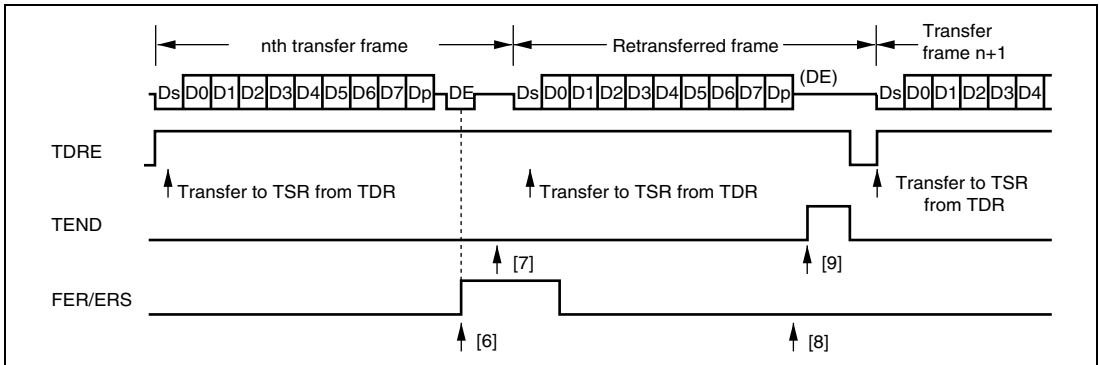 nth transfer frame
Retransferred frame
Transfer
frame n+1
Ds D0 D1 D2 D3 D4 D5 D6 D7 Dp DE
Ds D0 D1 D2 D3 D4 D5 D6 D7 Dp
(DE)
Ds D0 D1 D2 D3 D4
TDRE
Transfer to TSR from TDR
Transfer to TSR from TDR
Transfer to TSR
from TDR
TEND
[7]
[9]
FER/ERS
[6]
[8]